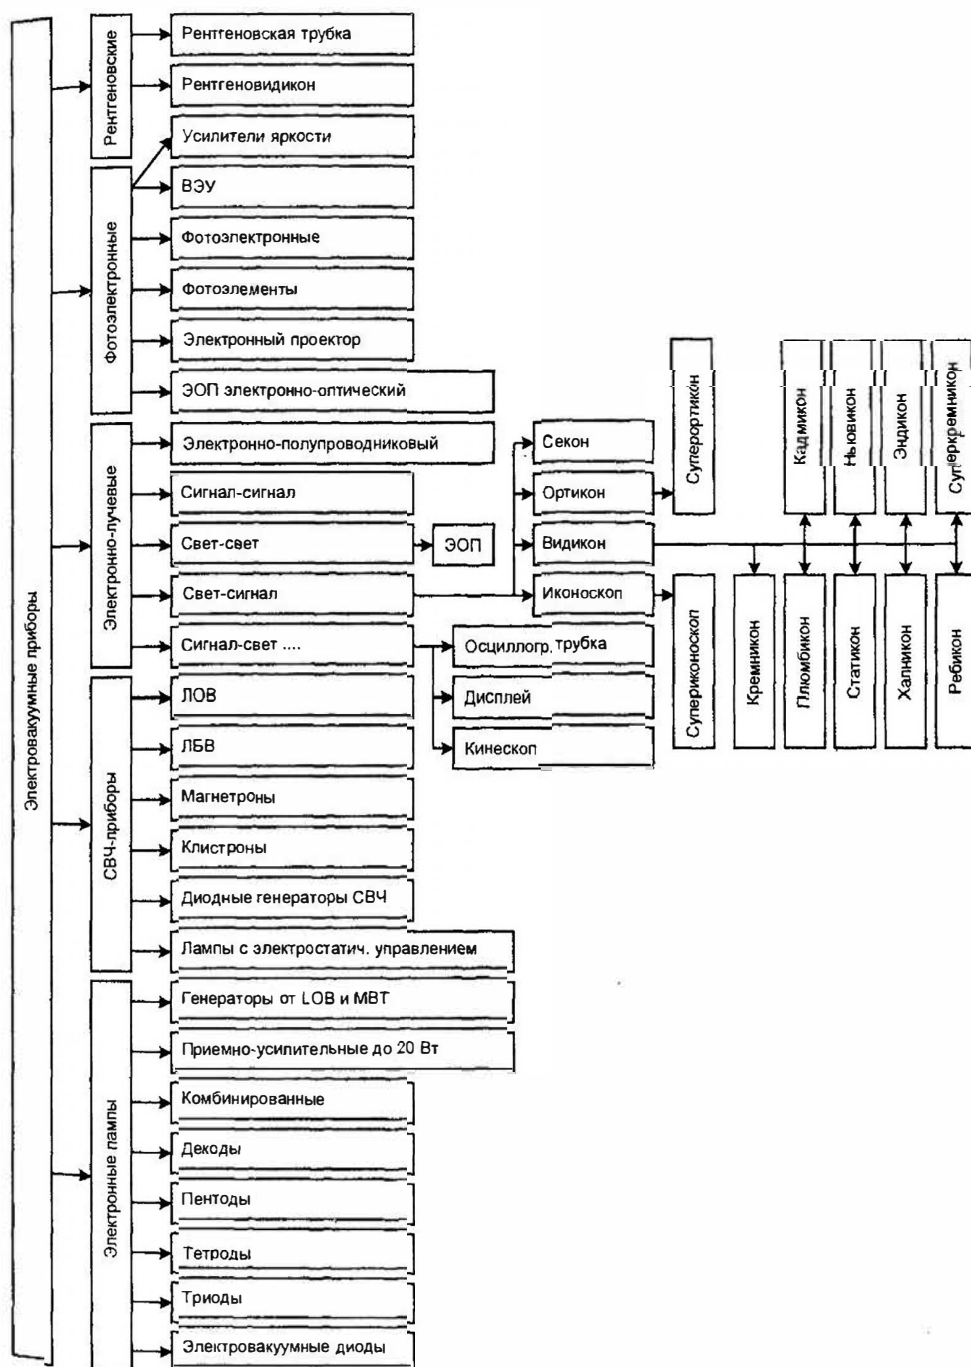 Электровакуумные приборы
Рентгеновские
Рентгеновская трубка
Рентгеновидикон
Фотоэлектронные
Усилители яркости
ВЭУ
Фотоэлектронные
Фотоэлементы
Электронный проектор
ЭОП электронно-оптический
Электронно-лучевые
Электронно-полупроводниковый
Сигнал-сигнал
Свет-свет
ЭОП
Свет-сигнал
Секон
Ортикон
Суперортикон
Видикон
Кадмикон
Ньювикон
Эндикон
Суперкремникон
Кремникон
Плюмбикон
Статикон
Халникон
Ребикон
Иконоскоп
Супериконоскоп
Сигнал-свет ....
Осциллогр. трубка
Дисплей
Кинескоп
СВЧ-приборы
ЛОВ
ЛБВ
Магнетроны
Клистроны
Диодные генераторы СВЧ
Лампы с электростатич. управлением
Электронные лампы
Генераторы от LOB и МВТ
Приемно-усилительные до 20 Вт
Комбинированные
Декоды
Пентоды
Тетроды
Триоды
Электровакуумные диоды